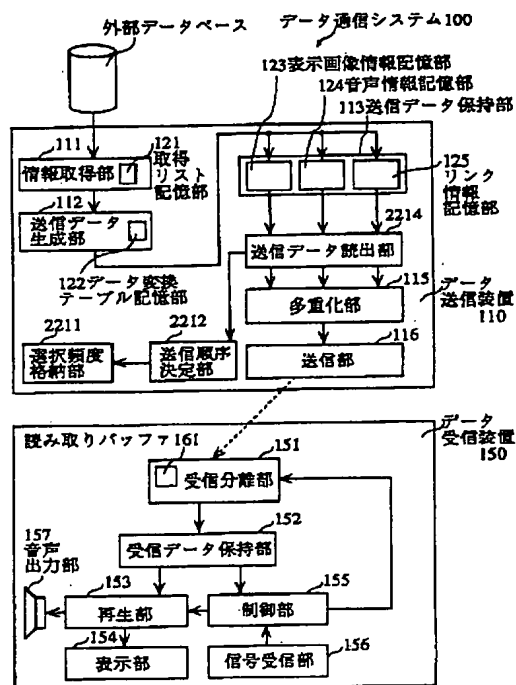 外部データベース
データ通信システム100
123表示画像情報記憶部
124音声情報記憶部
113送信データ保持部
111
情報取得部
121
取得
リスト
記憶部
112
送信データ
生成部
122データ変換
テーブル記憶部
125
リンク
情報
記憶部
2214
送信データ読出部
115
多重化部
データ
送信装置
110
2211
選択頻度
格納部
2212
送信順序
決定部
116
送信部
読み取りバッファ161
151
受信分離部
データ
受信装置
150
152
受信データ保持部
157
音声
出力部
153
再生部
155
制御部
154
表示部
156
信号受信部